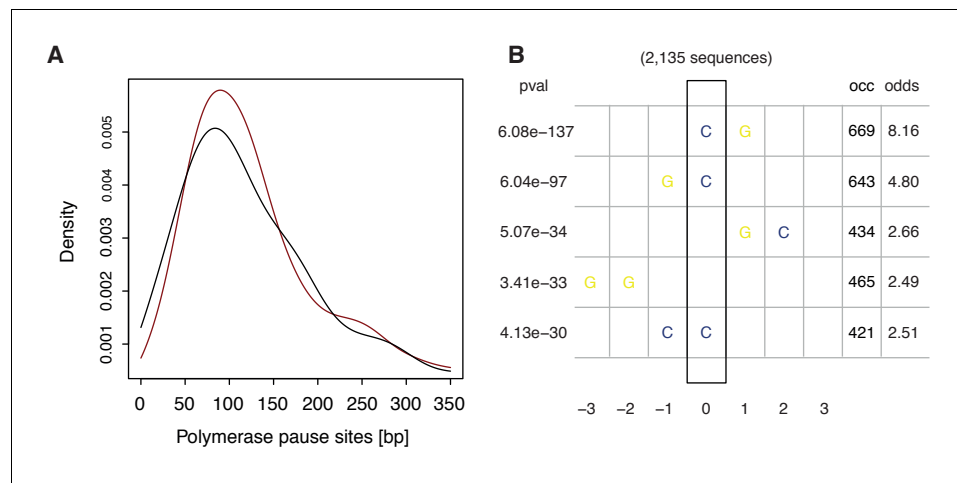 A
Density
0.001 0.002 0.003 0.004 0.005
0 50 100 150 200 250 300 350
Polymerase pause sites [bp]
B
(2,135 sequences)
pval occ odds
6.08e−137 C G 669 8.16
6.04e−97 G C 643 4.80
5.07e−34 G C 434 2.66
3.41e−33 G G 465 2.49
4.13e−30 C C 421 2.51
−3 −2 −1 0 1 2 3